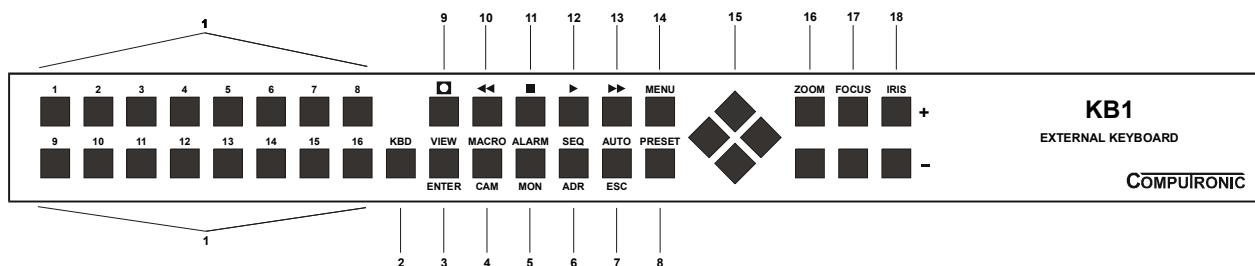 1 9 10 11 12 13 14 15 16 17 18
1 2 3 4 5 6 7 8 MENU ZOOM FOCUS IRIS
+ KB1
9 10 11 12 13 14 15 16 KBD VIEW MACRO ALARM SEQ AUTO PRESET EXTERNAL KEYBOARD
–
ENTER CAM MON ADR ESC COMPUTRONIC
1
2 3 4 5 6 7 8